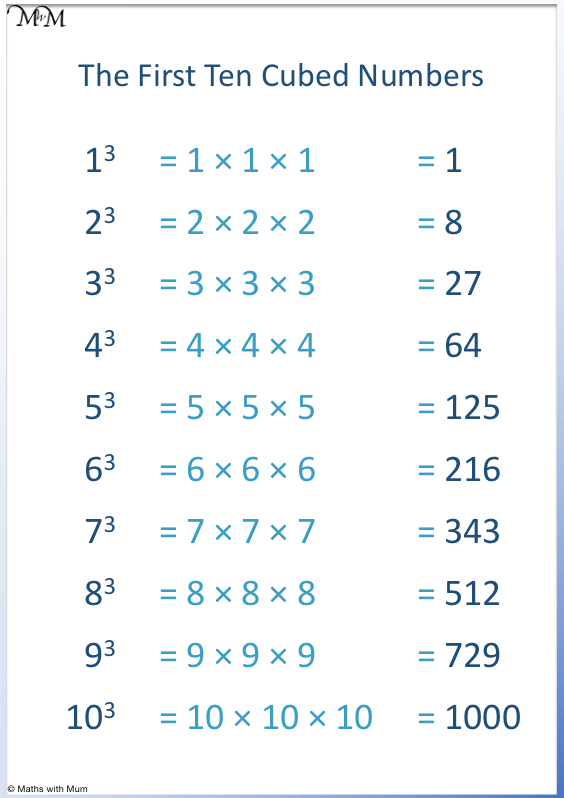 MwM
The First Ten Cubed Numbers
1³ = 1 × 1 × 1 = 1
2³ = 2 × 2 × 2 = 8
3³ = 3 × 3 × 3 = 27
4³ = 4 × 4 × 4 = 64
5³ = 5 × 5 × 5 = 125
6³ = 6 × 6 × 6 = 216
7³ = 7 × 7 × 7 = 343
8³ = 8 × 8 × 8 = 512
9³ = 9 × 9 × 9 = 729
10³ = 10 × 10 × 10 = 1000
© Maths with Mum